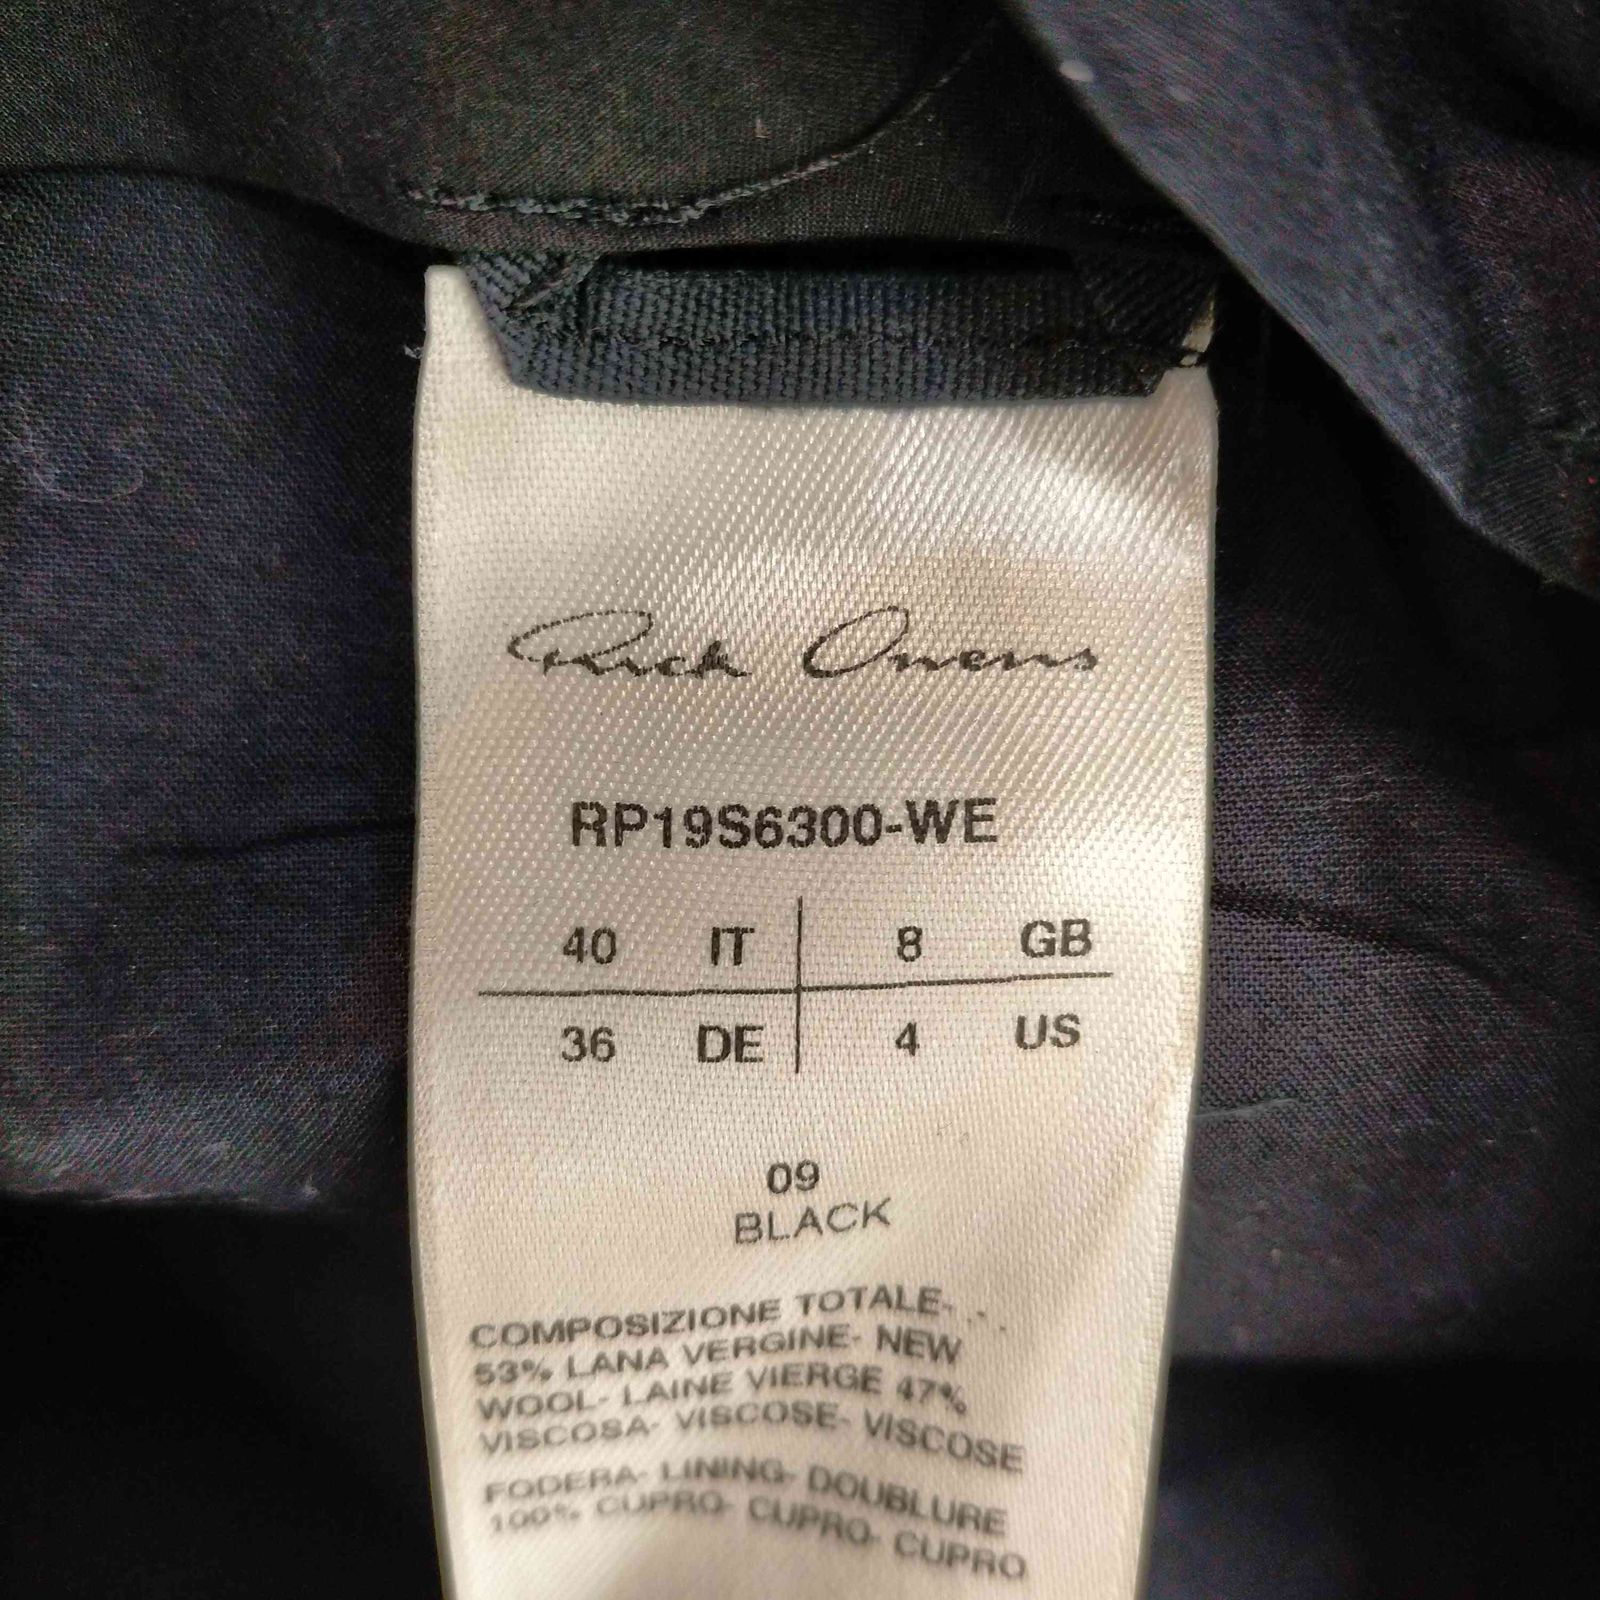 Rick Owens
RP19S6300-WE
40 IT 8 GB
36 DE 4 US
09
BLACK
COMPOSIZIONE TOTALE-
53% LANA VERGINE- NEW
WOOL- LAINE VIERGE 47%
VISCOSA- VISCOSE- VISCOSE
FODERA- LINING- DOUBLURE
100% CUPRO- CUPRO- CUPRO